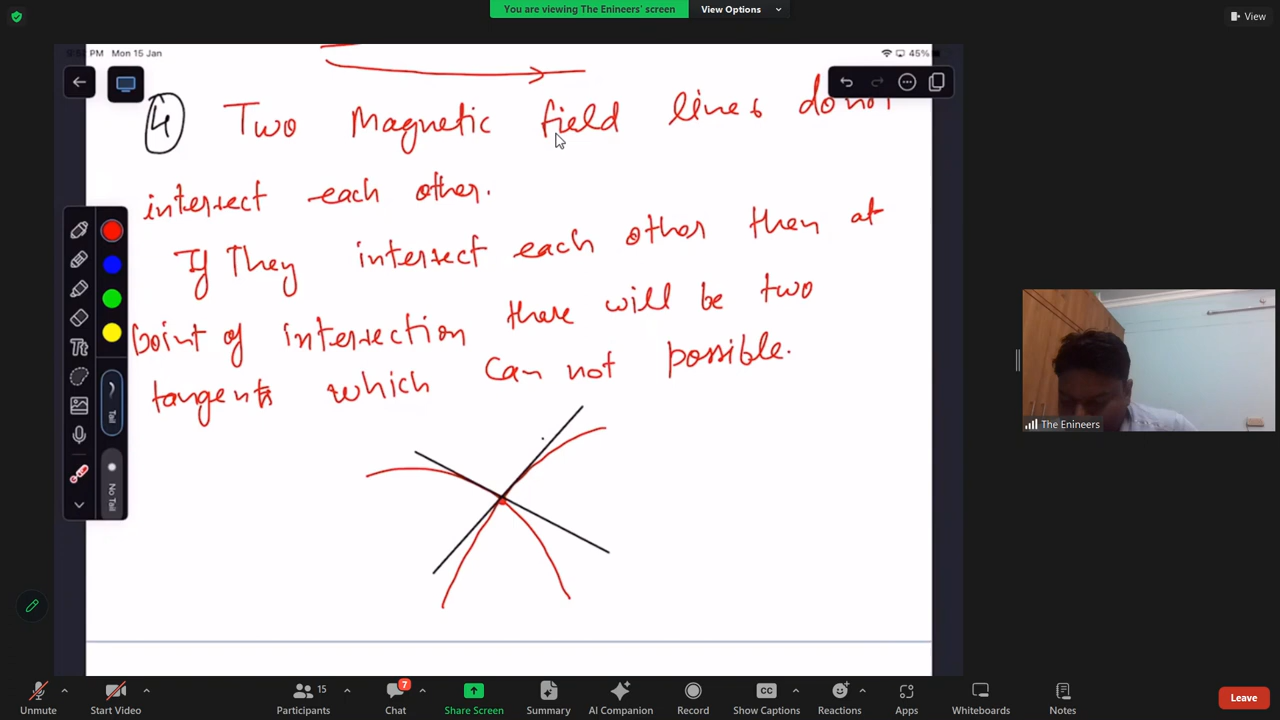 You are viewing The Enineers' screen
View Options
View
PM Mon 15 Jan
45%
4 Two Magnetic field lines do not
intersect each other.
If They intersect each other then at
point of intersection there will be two
tangents which can not possible.
Tail
No Tail
The Enineers
7
15
Unmute
Start Video
Participants
Chat
Share Screen
Summary
AI Companion
Record
CC
Show Captions
Reactions
Apps
Whiteboards
Notes
Leave